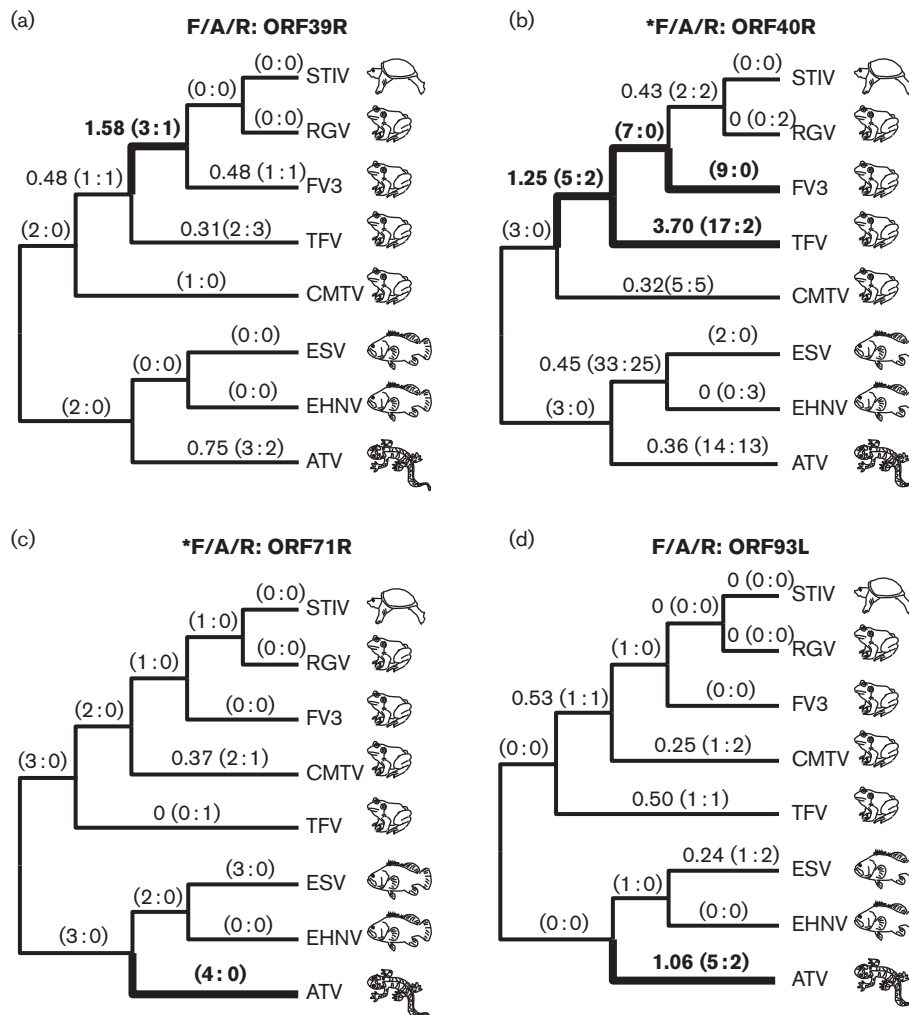 (a)
F/A/R: ORF39R
(0:0)
STIV
(0:0)
(0:0)
RGV
1.58 (3:1)
0.48 (1:1)
FV3
0.48 (1:1)
0.31(2:3)
TFV
(2:0)
(1:0)
CMTV
(0:0)
ESV
(0:0)
(0:0)
EHNV
(2:0)
0.75 (3:2)
ATV
(b)
*F/A/R: ORF40R
(0:0)
STIV
0.43 (2:2)
0 (0:2)
RGV
(7:0)
(9:0)
FV3
1.25 (5:2)
3.70 (17:2)
TFV
(3:0)
0.32(5:5)
CMTV
(2:0)
ESV
0.45 (33:25)
0 (0:3)
EHNV
(3:0)
0.36 (14:13)
ATV
(c)
*F/A/R: ORF71R
(0:0)
STIV
(1:0)
(0:0)
RGV
(1:0)
(0:0)
FV3
(2:0)
0.37 (2:1)
CMTV
(3:0)
0 (0:1)
TFV
(3:0)
ESV
(2:0)
(0:0)
EHNV
(3:0)
(4:0)
ATV
(d)
F/A/R: ORF93L
0 (0:0)
STIV
0 (0:0)
0 (0:0)
RGV
(1:0)
(0:0)
FV3
0.53 (1:1)
0.25 (1:2)
CMTV
(0:0)
0.50 (1:1)
TFV
0.24 (1:2)
ESV
(1:0)
(0:0)
EHNV
(0:0)
1.06 (5:2)
ATV